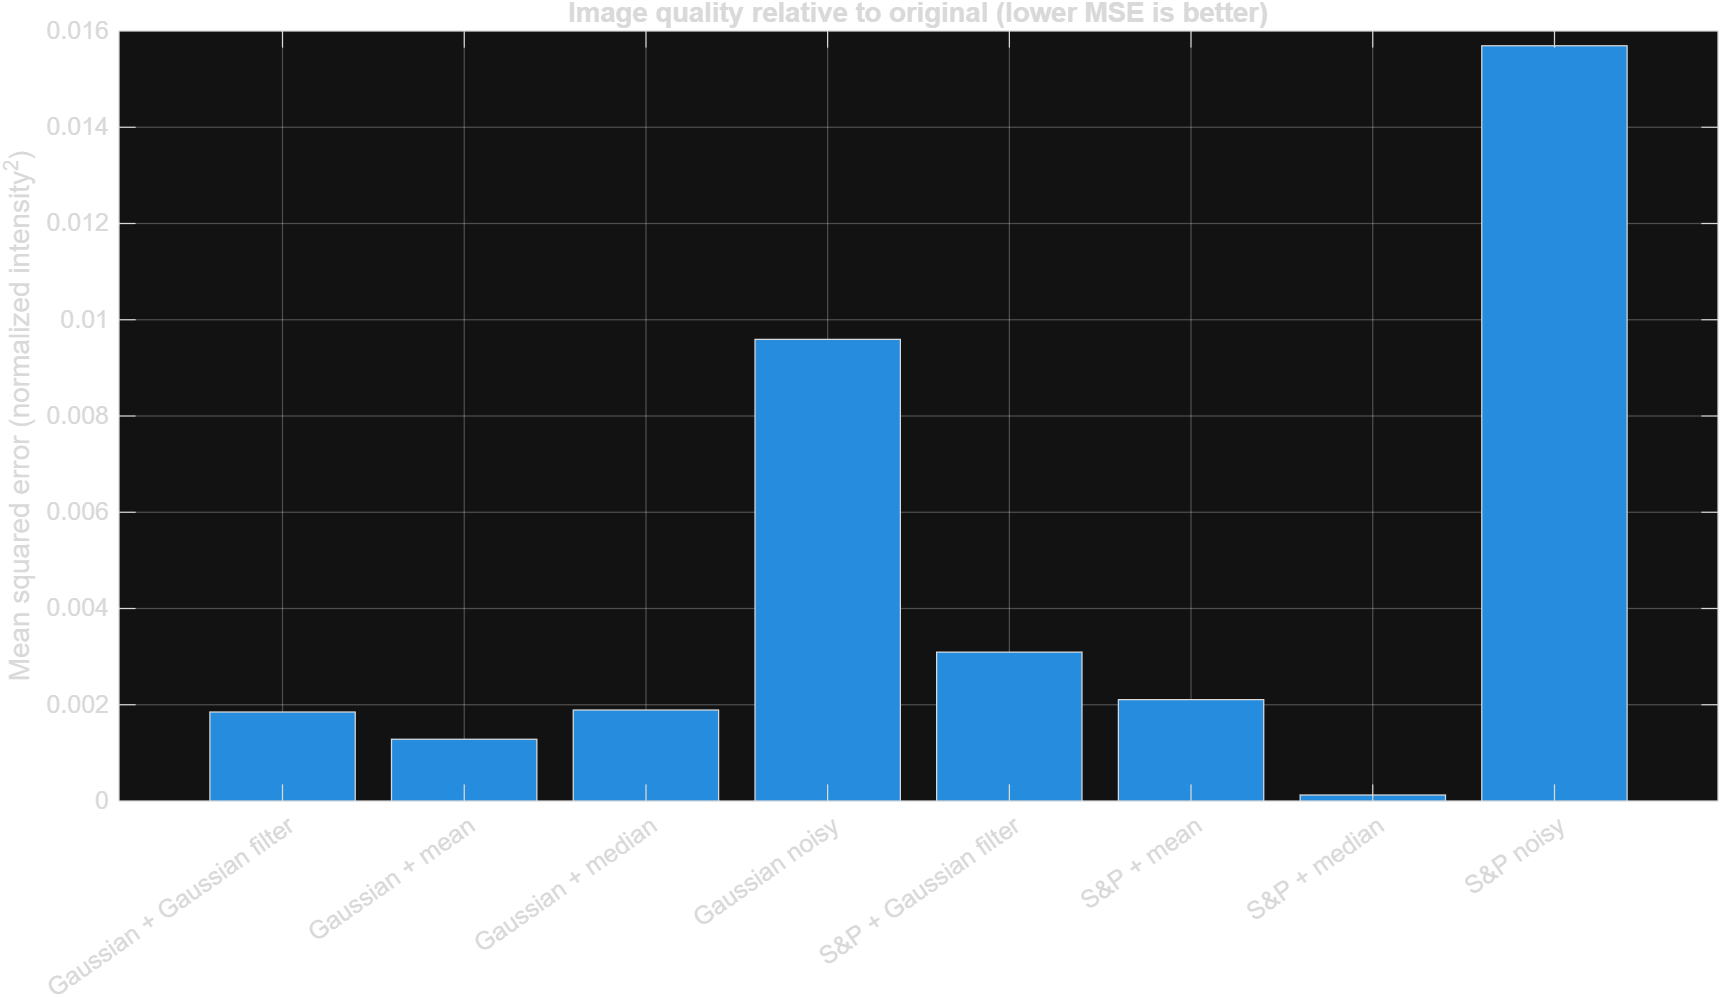 Image quality relative to original (lower MSE is better)
Mean squared error (normalized intensity²)
0.016
0.014
0.012
0.01
0.008
0.006
0.004
0.002
0
Gaussian + Gaussian filter
Gaussian + mean
Gaussian + median
Gaussian noisy
S&P + Gaussian filter
S&P + mean
S&P + median
S&P noisy